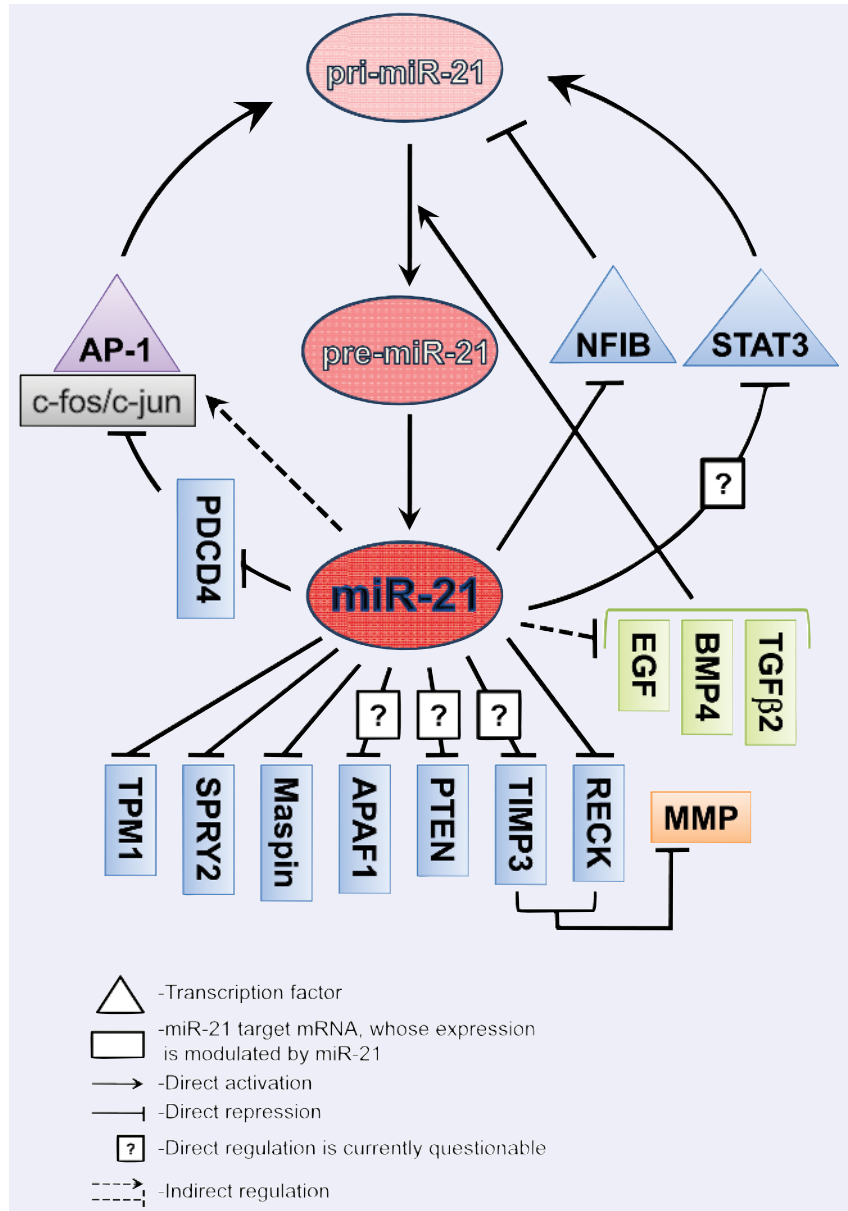 pri-miR-21
AP-1
c-fos/c-jun
pre-miR-21
NFIB
STAT3
?
PDCD4
miR-21
EGF
BMP4
TGFβ2
?
?
?
TPM1
SPRY2
Maspin
APAF1
PTEN
TIMP3
RECK
MMP
-Transcription factor
-miR-21 target mRNA, whose expression
is modulated by miR-21
-Direct activation
-Direct repression
? -Direct regulation is currently questionable
-Indirect regulation